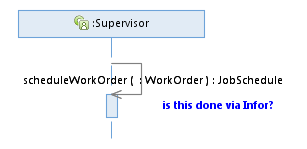 :Supervisor
scheduleWorkOrder ( : WorkOrder ) : JobSchedule
is this done via Infor?